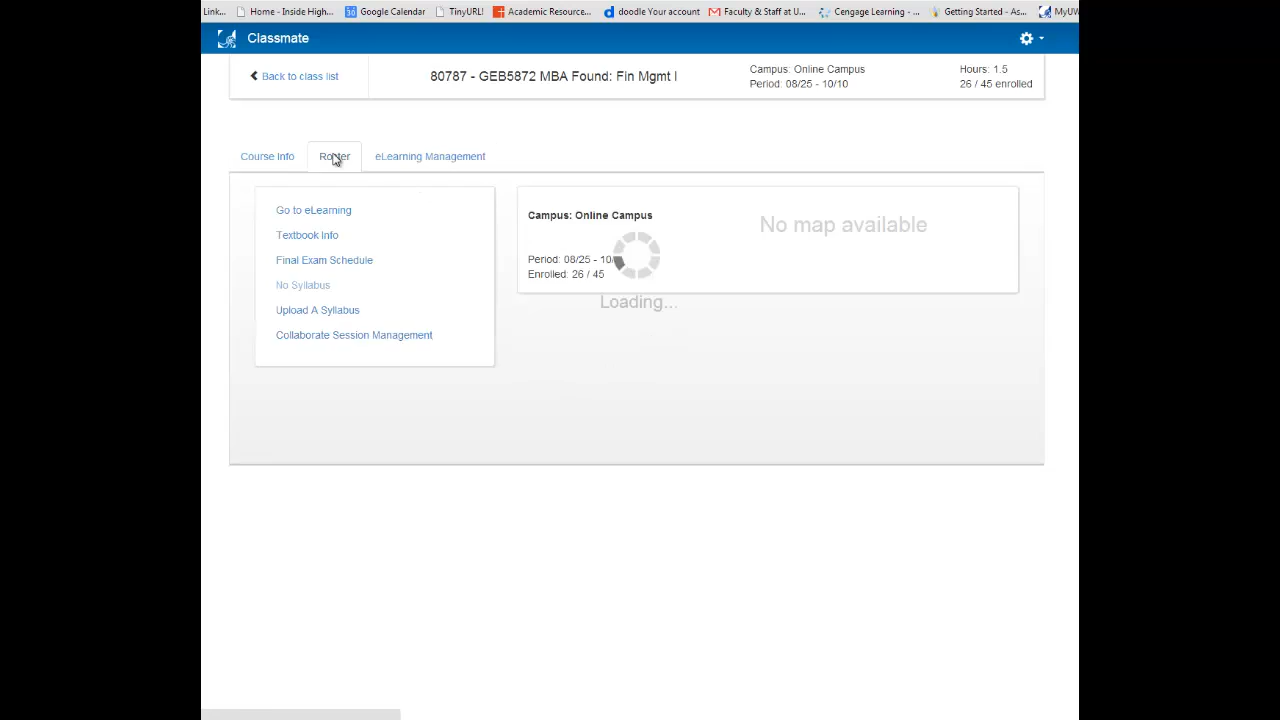 Link... Home - Inside High... Google Calendar TinyURL! Academic Resource... doodle Your account Faculty & Staff at U... Cengage Learning - ... Getting Started - As... MyUW
Classmate
Back to class list
80787 - GEB5872 MBA Found: Fin Mgmt I
Campus: Online Campus
Period: 08/25 - 10/10
Hours: 1.5
26 / 45 enrolled
Course Info Roster eLearning Management
Go to eLearning
Textbook Info
Final Exam Schedule
No Syllabus
Upload A Syllabus
Collaborate Session Management
Campus: Online Campus
No map available
Period: 08/25 - 10/
Enrolled: 26 / 45
Loading...